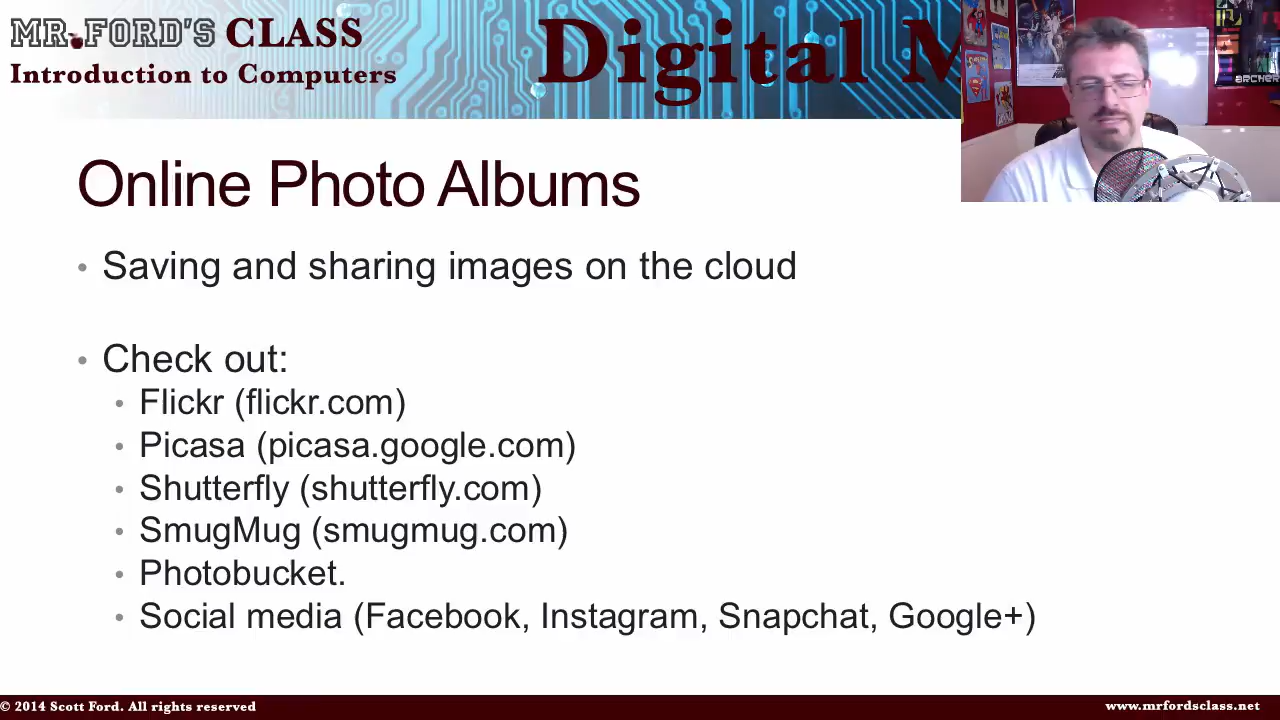 MR.FORD'S CLASS
Introduction to Computers
Digital M
ARCHER
Online Photo Albums
• Saving and sharing images on the cloud
• Check out:
• Flickr (flickr.com)
• Picasa (picasa.google.com)
• Shutterfly (shutterfly.com)
• SmugMug (smugmug.com)
• Photobucket.
• Social media (Facebook, Instagram, Snapchat, Google+)
© 2014 Scott Ford. All rights reserved
www.mrfordsclass.net